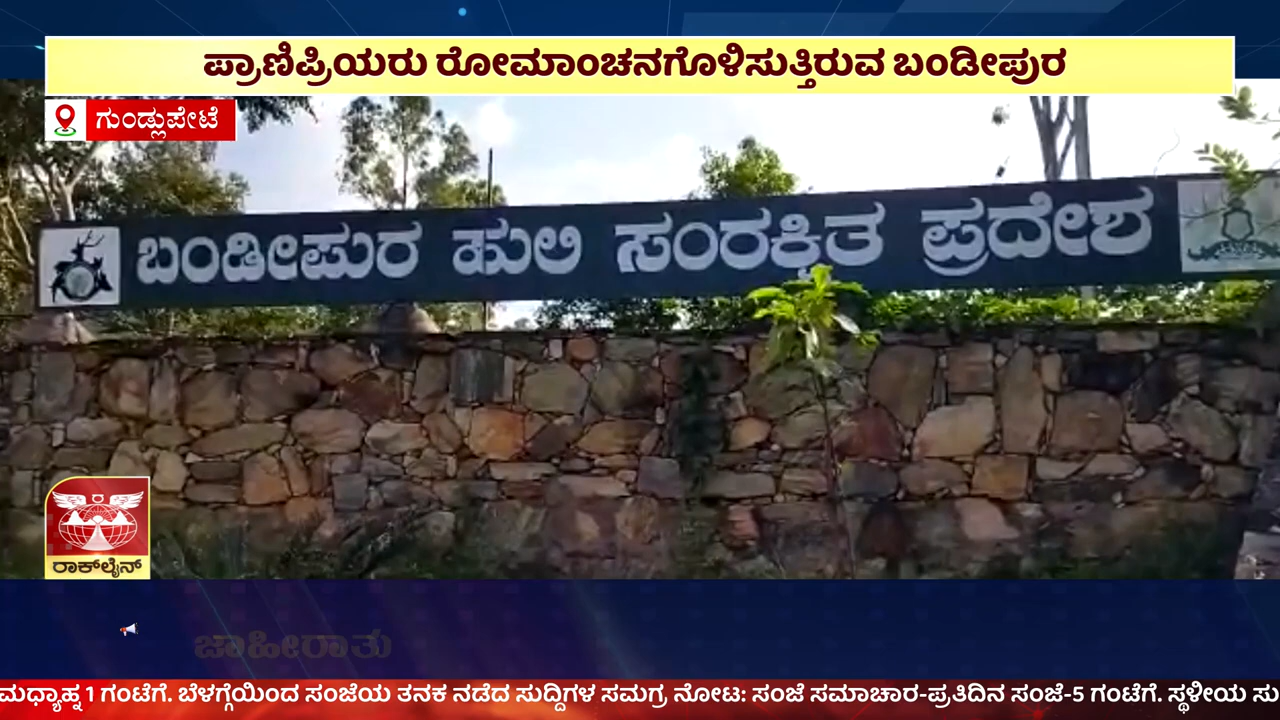 ಪ್ರಾಣಿಪ್ರಿಯರು ರೋಮಾಂಚನಗೊಳಿಸುತ್ತಿರುವ ಬಂಡೀಪುರ
ಗುಂಡ್ಲುಪೇಟೆ
ಬಂಡೀಪುರ ಹುಲಿ ಸಂರಕ್ಷಿತ ಪ್ರದೇಶ
ರಾಕ್‌ಲೈನ್
ಜಾಹೀರಾತು
ಮಧ್ಯಾಹ್ನ 1 ಗಂಟೆಗೆ. ಬೆಳಗ್ಗೆಯಿಂದ ಸಂಜೆಯ ತನಕ ನಡೆದ ಸುದ್ದಿಗಳ ಸಮಗ್ರ ನೋಟ: ಸಂಜೆ ಸಮಾಚಾರ-ಪ್ರತಿದಿನ ಸಂಜೆ-5 ಗಂಟೆಗೆ. ಸ್ಥಳೀಯ ಸು